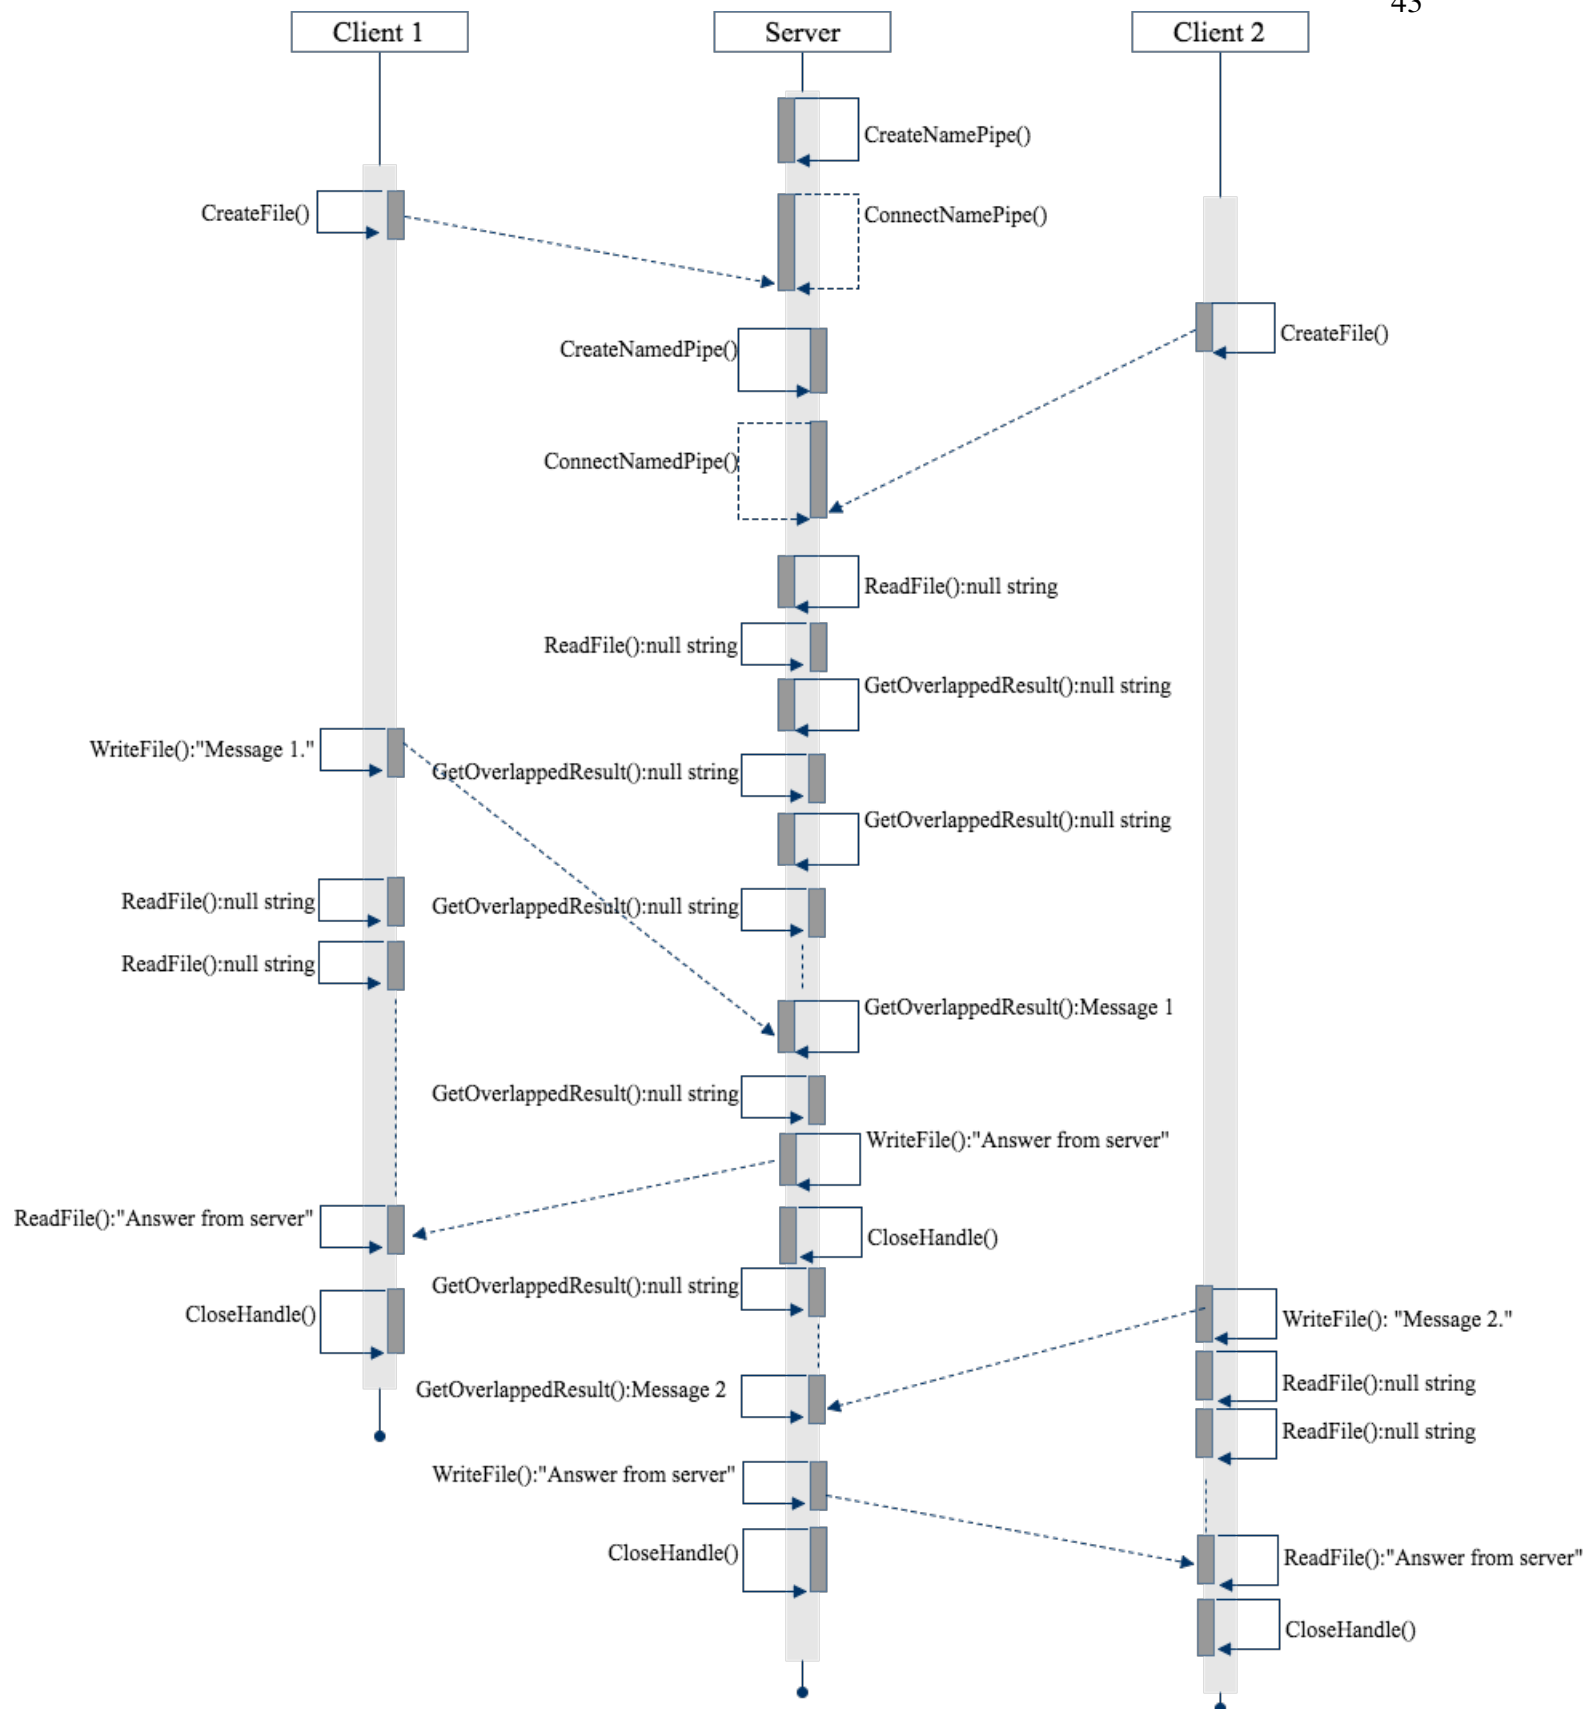 43
Client 1
Server
Client 2
CreateNamePipe()
CreateFile()
ConnectNamePipe()
CreateFile()
CreateNamedPipe()
ConnectNamedPipe()
ReadFile():null string
ReadFile():null string
GetOverlappedResult():null string
WriteFile():"Message 1."
GetOverlappedResult():null string
GetOverlappedResult():null string
ReadFile():null string
GetOverlappedResult():null string
ReadFile():null string
GetOverlappedResult():Message 1
GetOverlappedResult():null string
WriteFile():"Answer from server"
ReadFile():"Answer from server"
CloseHandle()
GetOverlappedResult():null string
CloseHandle()
WriteFile(): "Message 2."
ReadFile():null string
GetOverlappedResult():Message 2
ReadFile():null string
WriteFile():"Answer from server"
CloseHandle()
ReadFile():"Answer from server"
CloseHandle()